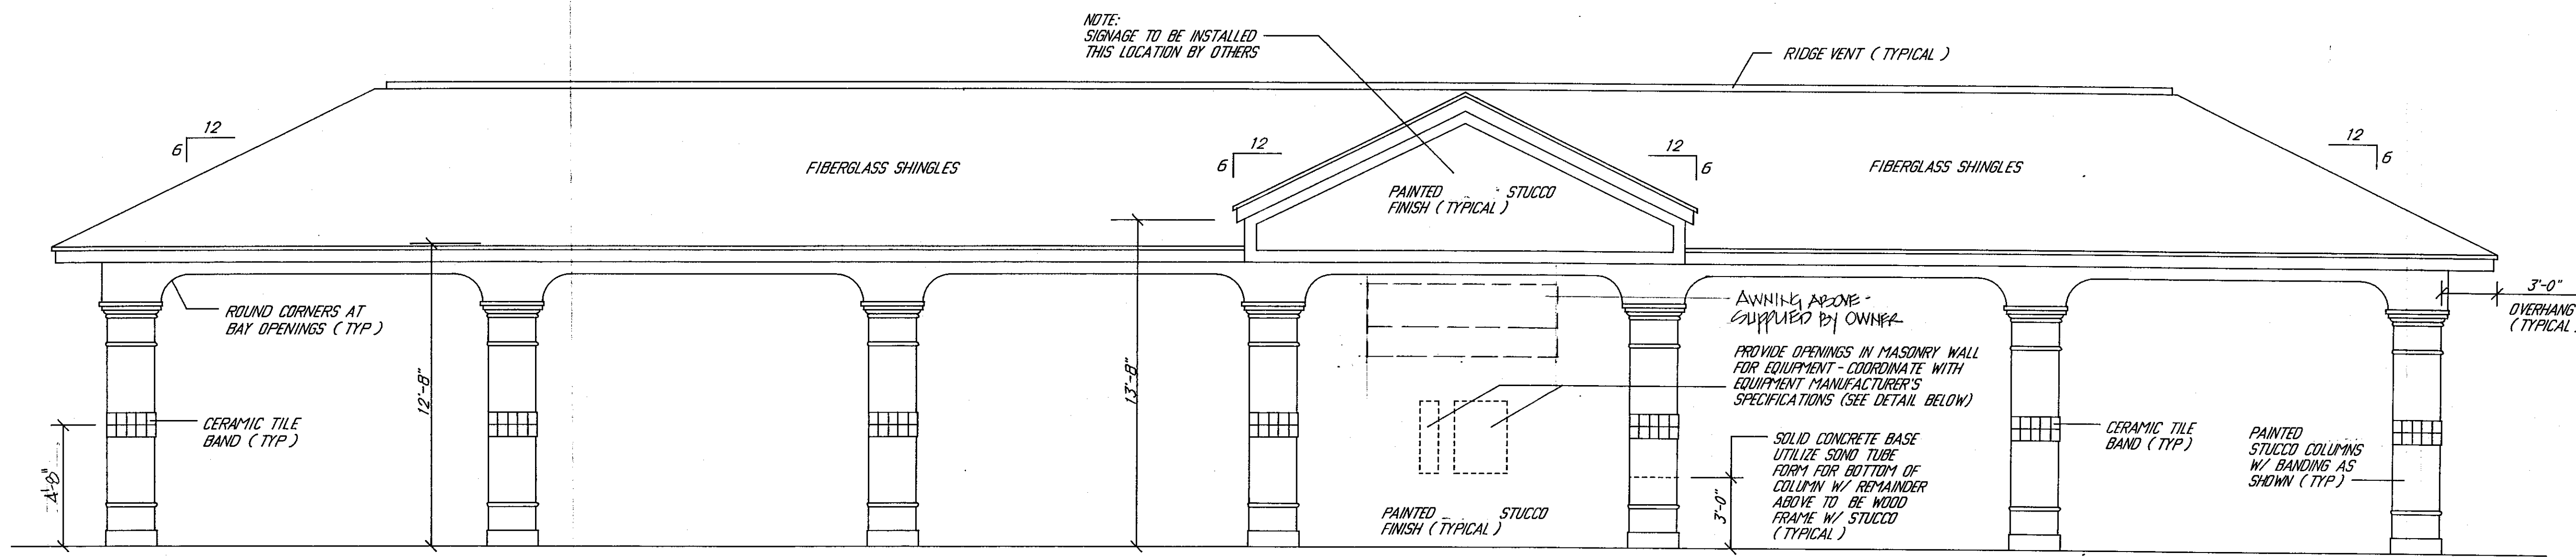 NOTE:
SIGNAGE TO BE INSTALLED
THIS LOCATION BY OTHERS
RIDGE VENT ( TYPICAL )
12
6
FIBERGLASS SHINGLES
12
6
12
6
PAINTED STUCCO
FINISH ( TYPICAL )
FIBERGLASS SHINGLES
12
6
ROUND CORNERS AT
BAY OPENINGS ( TYP )
12'-8"
13'-8"
AWNING ABOVE -
SUPPLIED BY OWNER
3'-0"
OVERHANG
( TYPICAL )
PROVIDE OPENINGS IN MASONRY WALL
FOR EQIUPMENT - COORDINATE WITH
EQUIPMENT MANUFACTURER'S
SPECIFICATIONS (SEE DETAIL BELOW)
CERAMIC TILE
BAND ( TYP )
SOLID CONCRETE BASE
UTILIZE SONO TUBE
FORM FOR BOTTOM OF
COLUMN W/ REMAINDER
ABOVE TO BE WOOD
FRAME W/ STUCCO
( TYPICAL )
3'-0"
CERAMIC TILE
BAND ( TYP )
PAINTED
STUCCO COLUMNS
W/ BANDING AS
SHOWN ( TYP )
PAINTED STUCCO
FINISH ( TYPICAL )